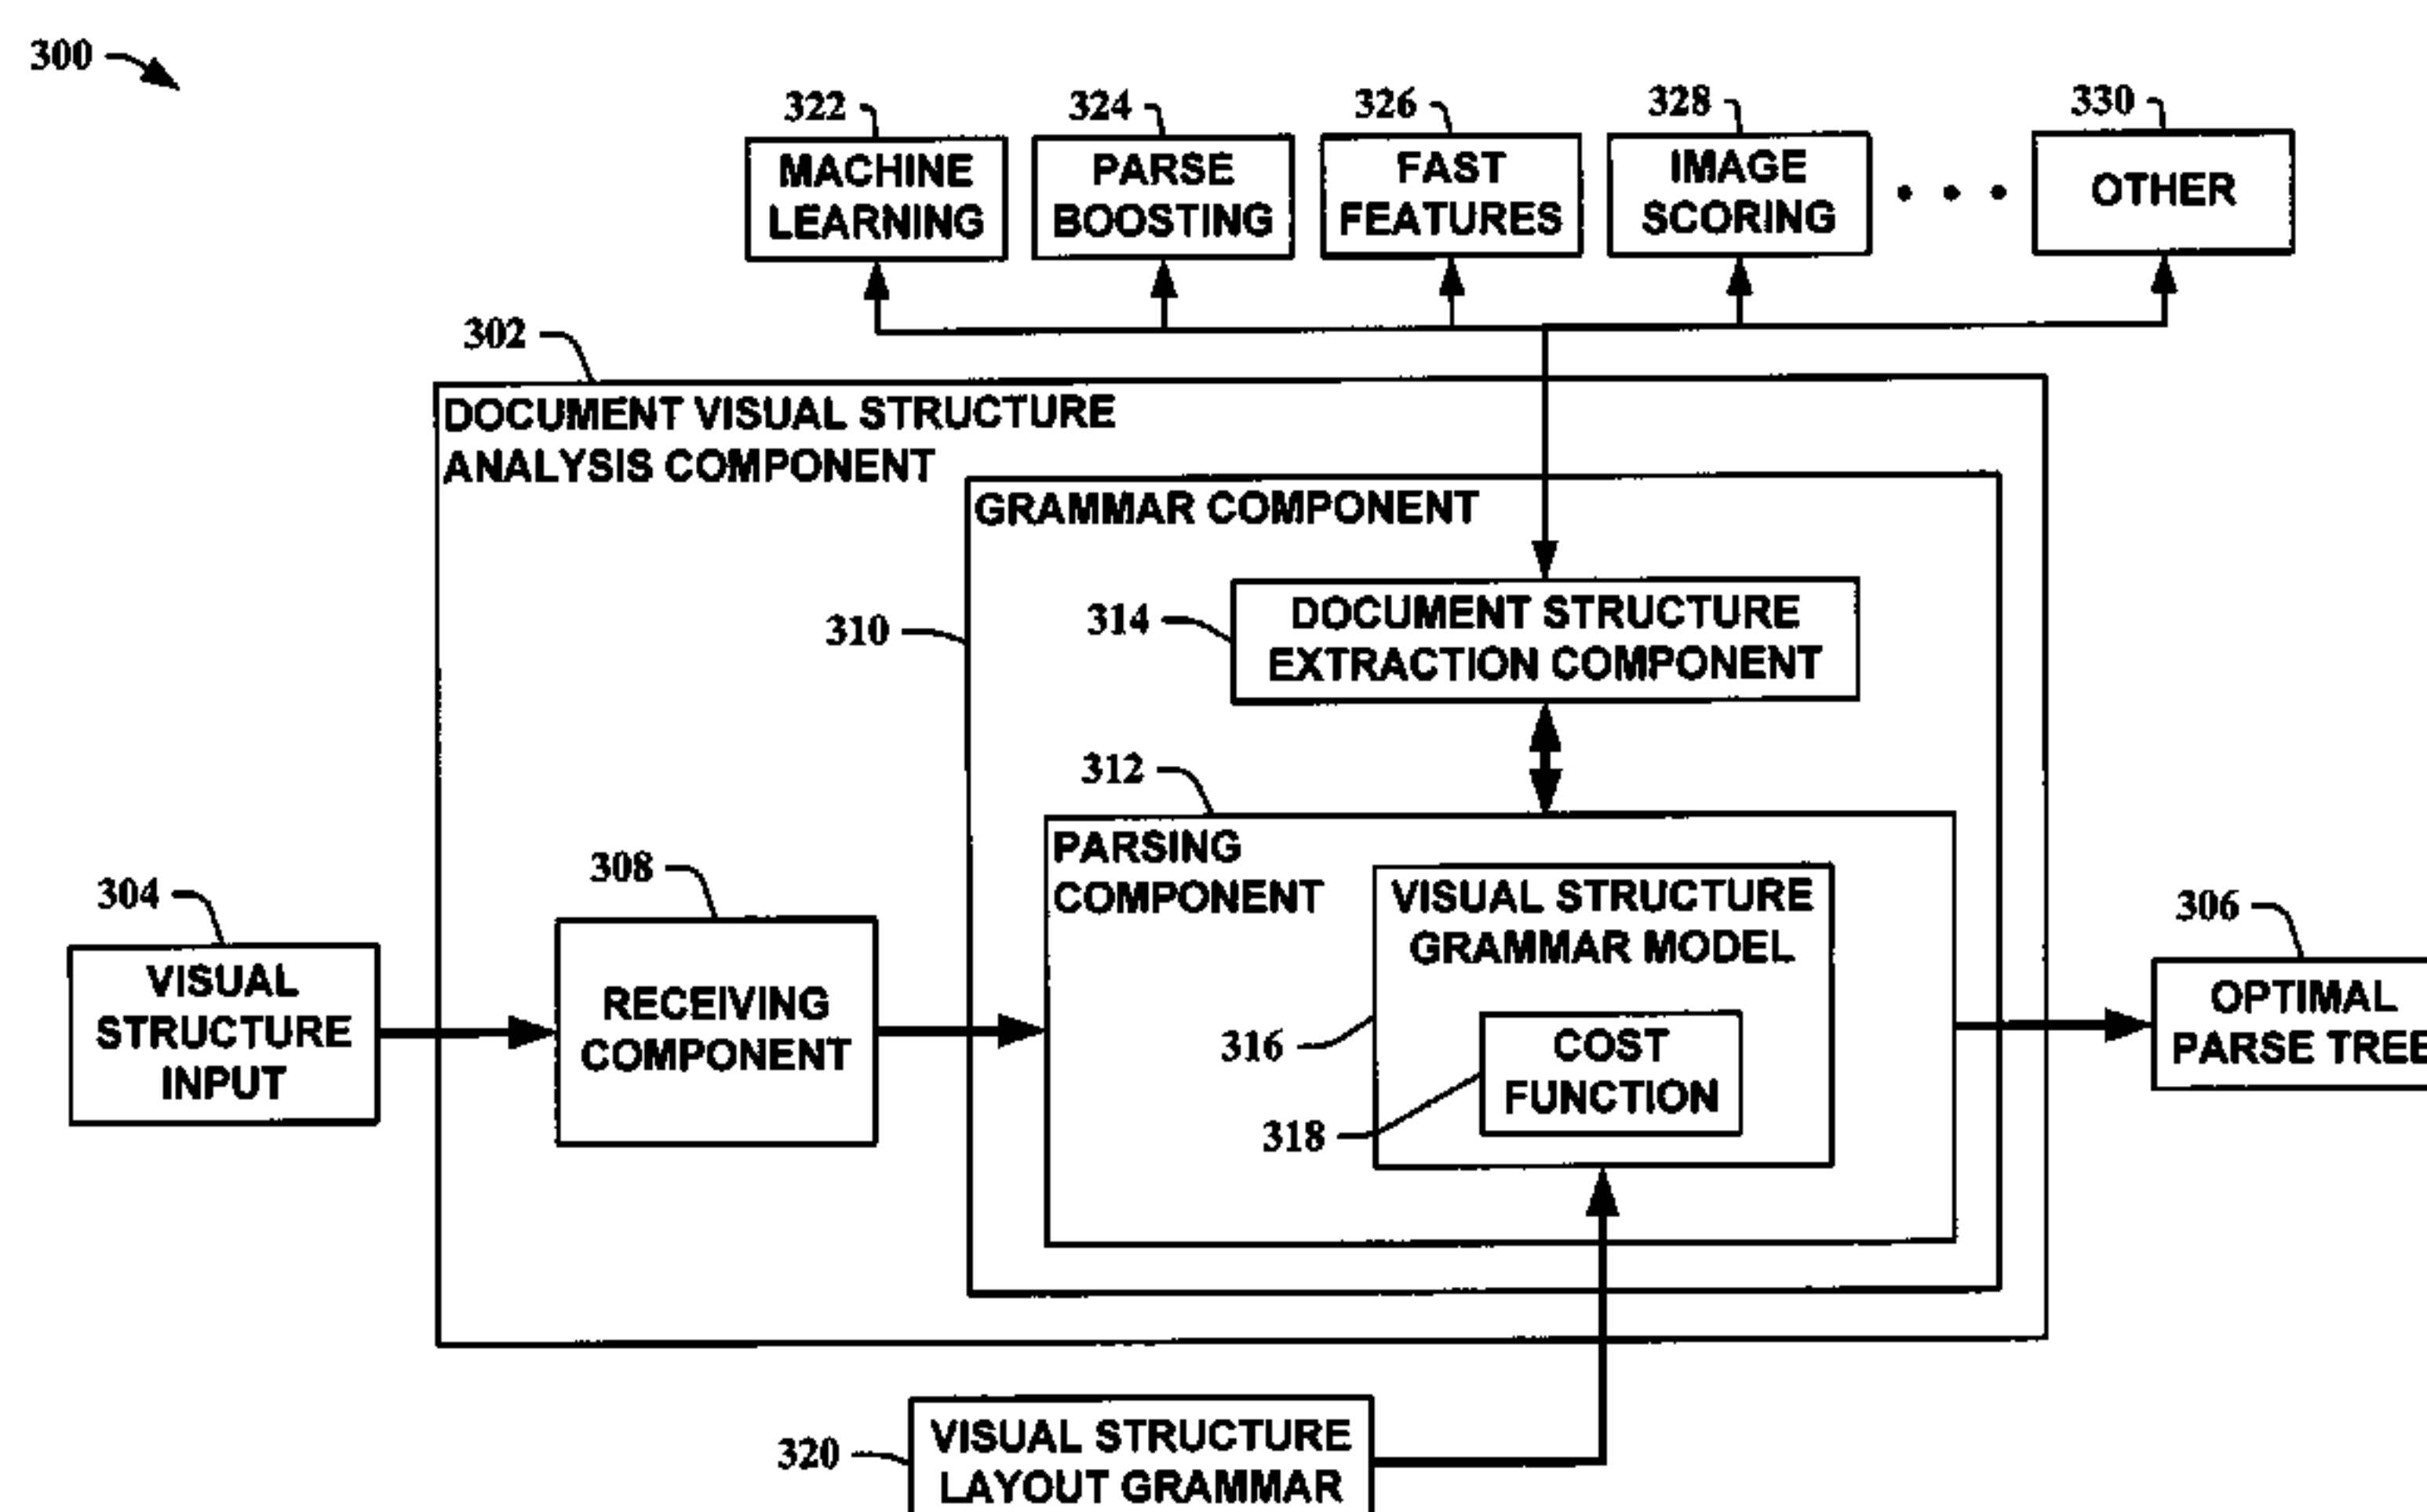 300
322
324
326
328
330
MACHINE
LEARNING
PARSE
BOOSTING
FAST
FEATURES
IMAGE
SCORING
OTHER
302
DOCUMENT VISUAL STRUCTURE
ANALYSIS COMPONENT
GRAMMAR COMPONENT
310
314
DOCUMENT STRUCTURE
EXTRACTION COMPONENT
312
PARSING
COMPONENT
304
VISUAL
STRUCTURE
INPUT
308
RECEIVING
COMPONENT
VISUAL STRUCTURE
GRAMMAR MODEL
316
COST
FUNCTION
318
306
OPTIMAL
PARSE TREE
320
VISUAL STRUCTURE
LAYOUT GRAMMAR